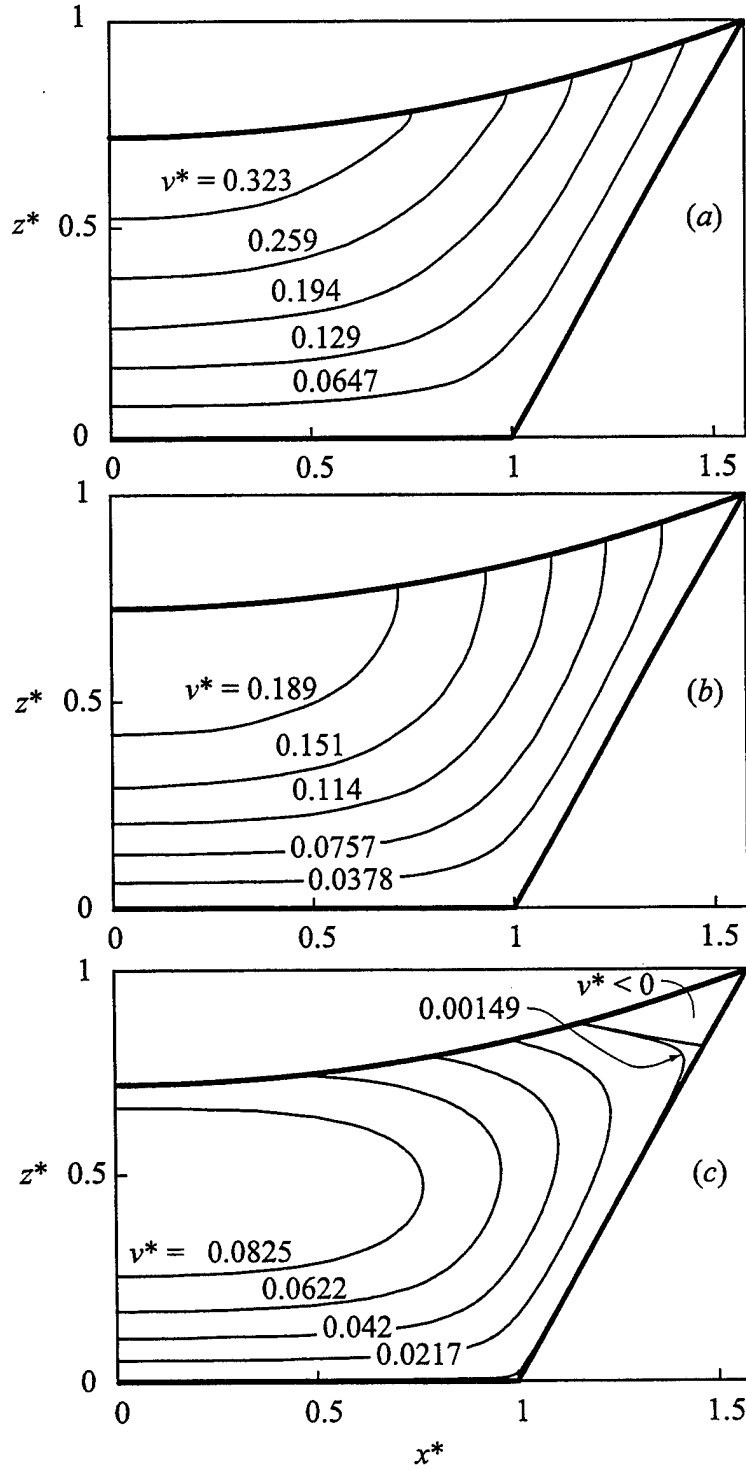 1
v* = 0.323
z* 0.5
(a)
0.259
0.194
0.129
0.0647
0
0 0.5 1 1.5
1
v* = 0.189
z* 0.5
(b)
0.151
0.114
0.0757
0.0378
0
0 0.5 1 1.5
1
v* < 0
0.00149
z* 0.5
(c)
v* = 0.0825
0.0622
0.042
0.0217
0
0 0.5 1 1.5
x*